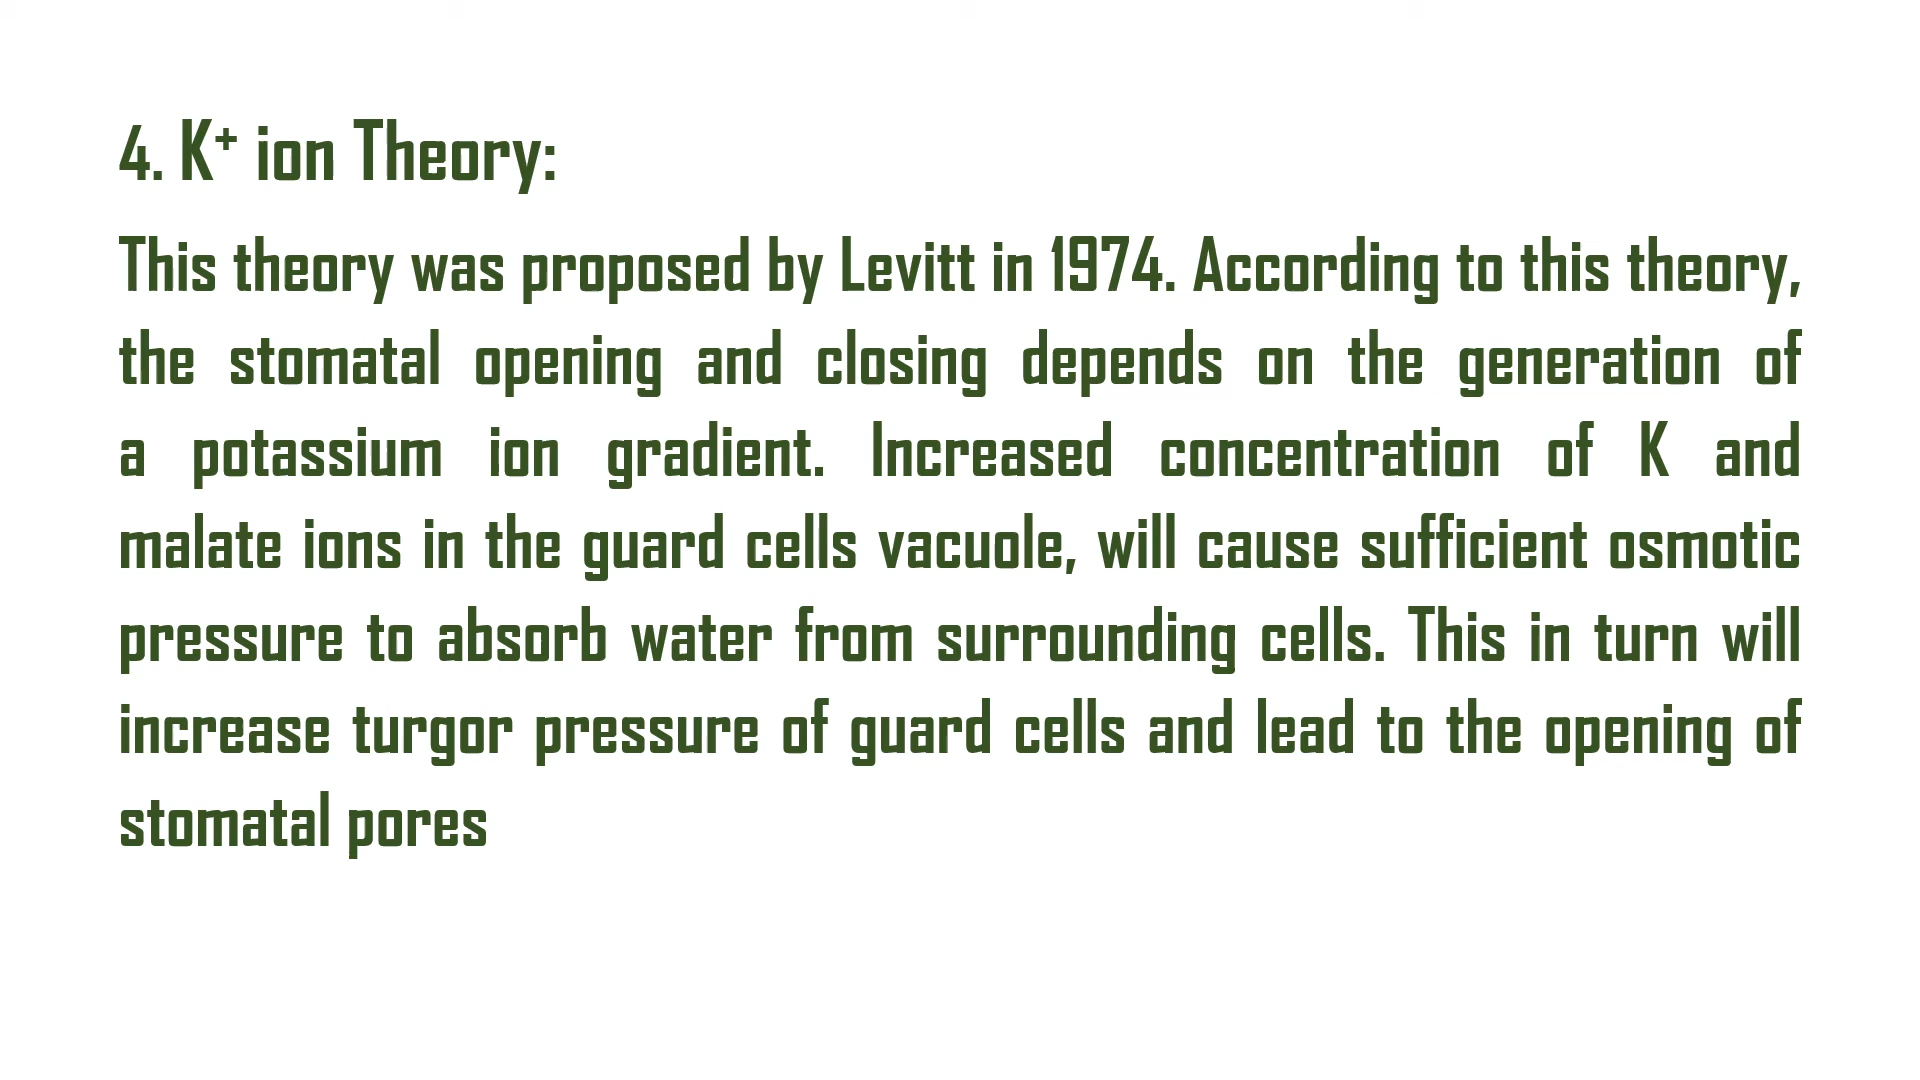 4. K⁺ ion Theory:
This theory was proposed by Levitt in 1974. According to this theory,
the stomatal opening and closing depends on the generation of
a potassium ion gradient. Increased concentration of K and
malate ions in the guard cells vacuole, will cause sufficient osmotic
pressure to absorb water from surrounding cells. This in turn will
increase turgor pressure of guard cells and lead to the opening of
stomatal pores